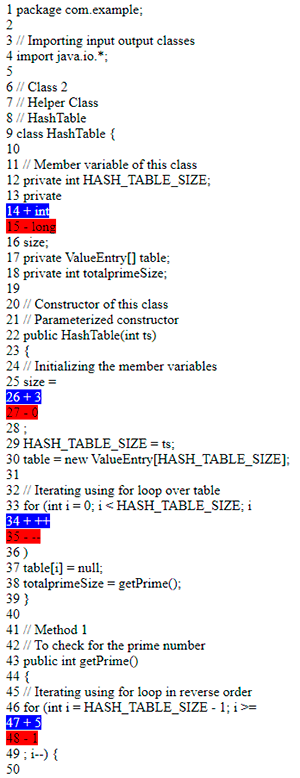 1 package com.example;
2
3 // Importing input output classes
4 import java.io.*;
5
6 // Class 2
7 // Helper Class
8 // HashTable
9 class HashTable {
10
11 // Member variable of this class
12 private int HASH_TABLE_SIZE;
13 private
14 + int
15 - long
16 size;
17 private ValueEntry[] table;
18 private int totalprimeSize;
19
20 // Constructor of this class
21 // Parameterized constructor
22 public HashTable(int ts)
23 {
24 // Initializing the member variables
25 size =
26 + 3
27 - 0
28 ;
29 HASH_TABLE_SIZE = ts;
30 table = new ValueEntry[HASH_TABLE_SIZE];
31
32 // Iterating using for loop over table
33 for (int i = 0; i < HASH_TABLE_SIZE; i
34 + ++
35 - --
36 )
37 table[i] = null;
38 totalprimeSize = getPrime();
39 }
40
41 // Method 1
42 // To check for the prime number
43 public int getPrime()
44 {
45 // Iterating using for loop in reverse order
46 for (int i = HASH_TABLE_SIZE - 1; i >=
47 + 5
48 - 1
49 ; i--) {
50